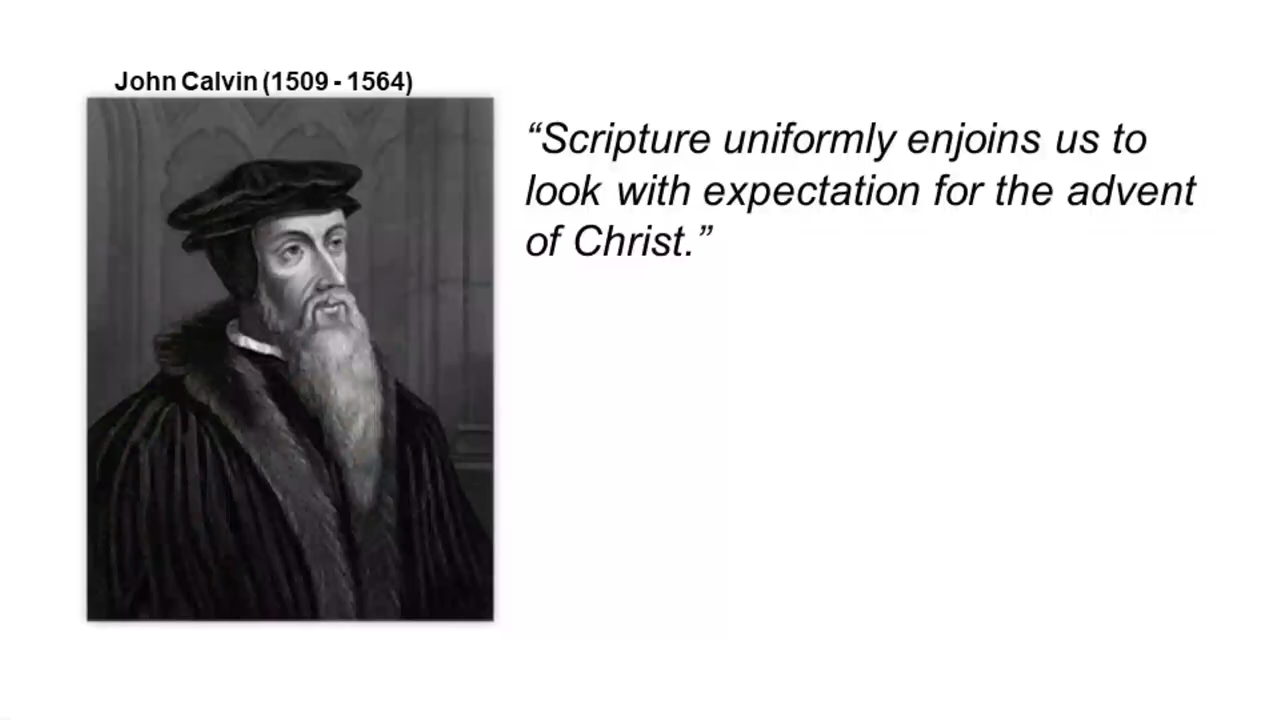 John Calvin (1509 - 1564)
“Scripture uniformly enjoins us to
look with expectation for the advent
of Christ.”